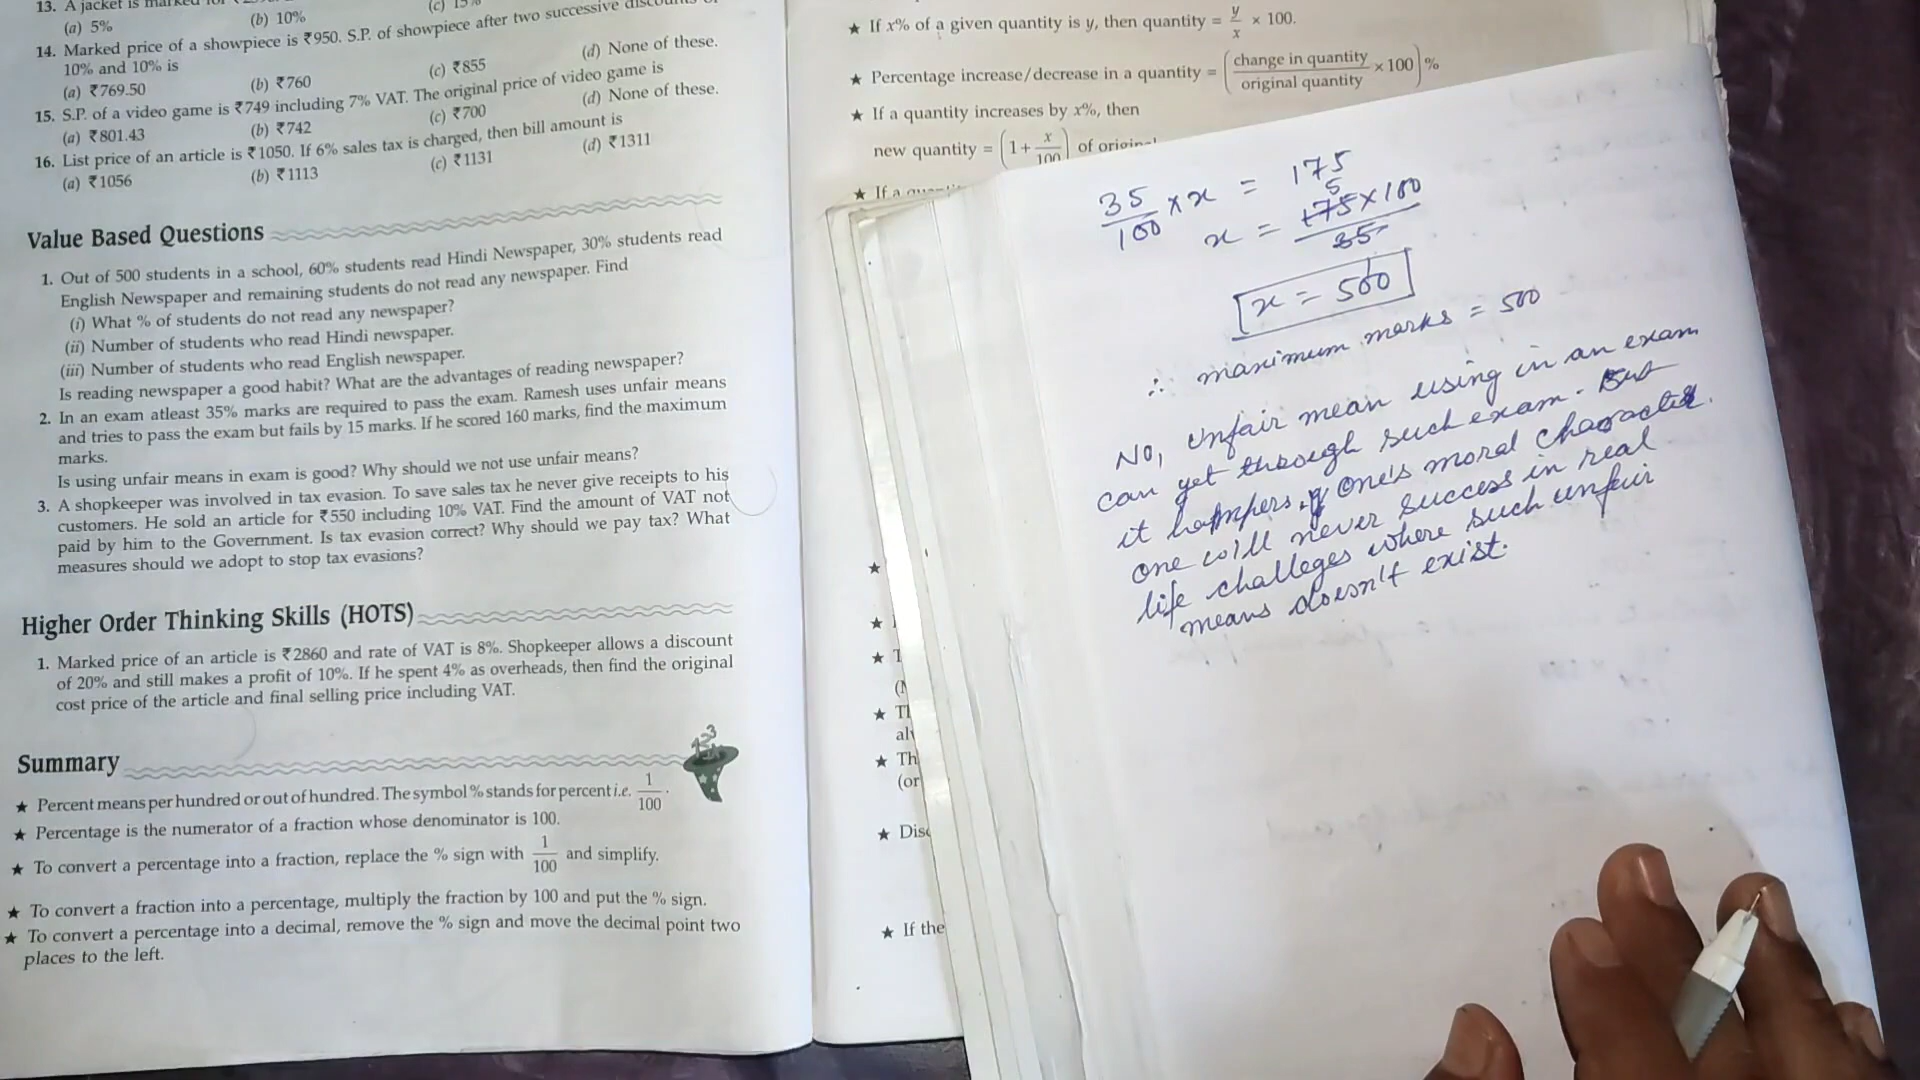 13. A jacket is marked for
(a) 5%
(b) 10%
(c) 15%
14. Marked price of a showpiece is ₹950. S.P. of showpiece after two successive discounts of
10% and 10% is
(a) ₹769.50 (b) ₹760 (c) ₹855 (d) None of these.
15. S.P. of a video game is ₹749 including 7% VAT. The original price of video game is
(a) ₹801.43 (b) ₹742 (c) ₹700 (d) None of these.
16. List price of an article is ₹1050. If 6% sales tax is charged, then bill amount is
(a) ₹1056 (b) ₹1113 (c) ₹1131 (d) ₹1311
Value Based Questions
1. Out of 500 students in a school, 60% students read Hindi Newspaper, 30% students read
English Newspaper and remaining students do not read any newspaper. Find
(i) What % of students do not read any newspaper?
(ii) Number of students who read Hindi newspaper.
(iii) Number of students who read English newspaper.
Is reading newspaper a good habit? What are the advantages of reading newspaper?
2. In an exam atleast 35% marks are required to pass the exam. Ramesh uses unfair means
and tries to pass the exam but fails by 15 marks. If he scored 160 marks, find the maximum
marks.
Is using unfair means in exam is good? Why should we not use unfair means?
3. A shopkeeper was involved in tax evasion. To save sales tax he never give receipts to his
customers. He sold an article for ₹550 including 10% VAT. Find the amount of VAT not
paid by him to the Government. Is tax evasion correct? Why should we pay tax? What
measures should we adopt to stop tax evasions?
Higher Order Thinking Skills (HOTS)
1. Marked price of an article is ₹2860 and rate of VAT is 8%. Shopkeeper allows a discount
of 20% and still makes a profit of 10%. If he spent 4% as overheads, then find the original
cost price of the article and final selling price including VAT.
Summary
123
★ Percent means per hundred or out of hundred. The symbol % stands for percent i.e. 1/100.
★ Percentage is the numerator of a fraction whose denominator is 100.
★ To convert a percentage into a fraction, replace the % sign with 1/100 and simplify.
★ To convert a fraction into a percentage, multiply the fraction by 100 and put the % sign.
★ To convert a percentage into a decimal, remove the % sign and move the decimal point two
places to the left.
★ If x% of a given quantity is y, then quantity = y/x × 100.
★ Percentage increase/decrease in a quantity = (change in quantity/original quantity × 100)%
★ If a quantity increases by x%, then
new quantity = (1 + x/100) of original
★ If a
★
★
★ T
★ Th
★ Th
(or
★ Disc
★ If the
35/100 × x = 175
x = 175 × 100/35
5
1
x = 500
∴ maximum marks = 500
No, Unfair mean using in an exam
can get through such exam. But
it hampers one's moral character.
one will never success in real
life challeges where such unfair
means doesn't exist.